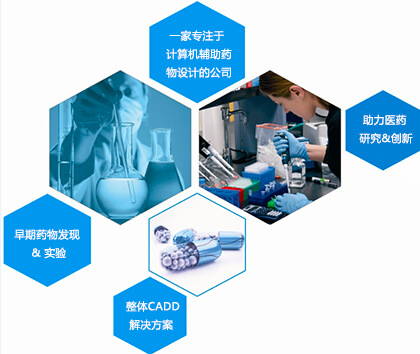 一家专注于
计算机辅助药
物设计的公司
助力医药
研究&创新
早期药物发现
& 实验
整体CADD
解决方案